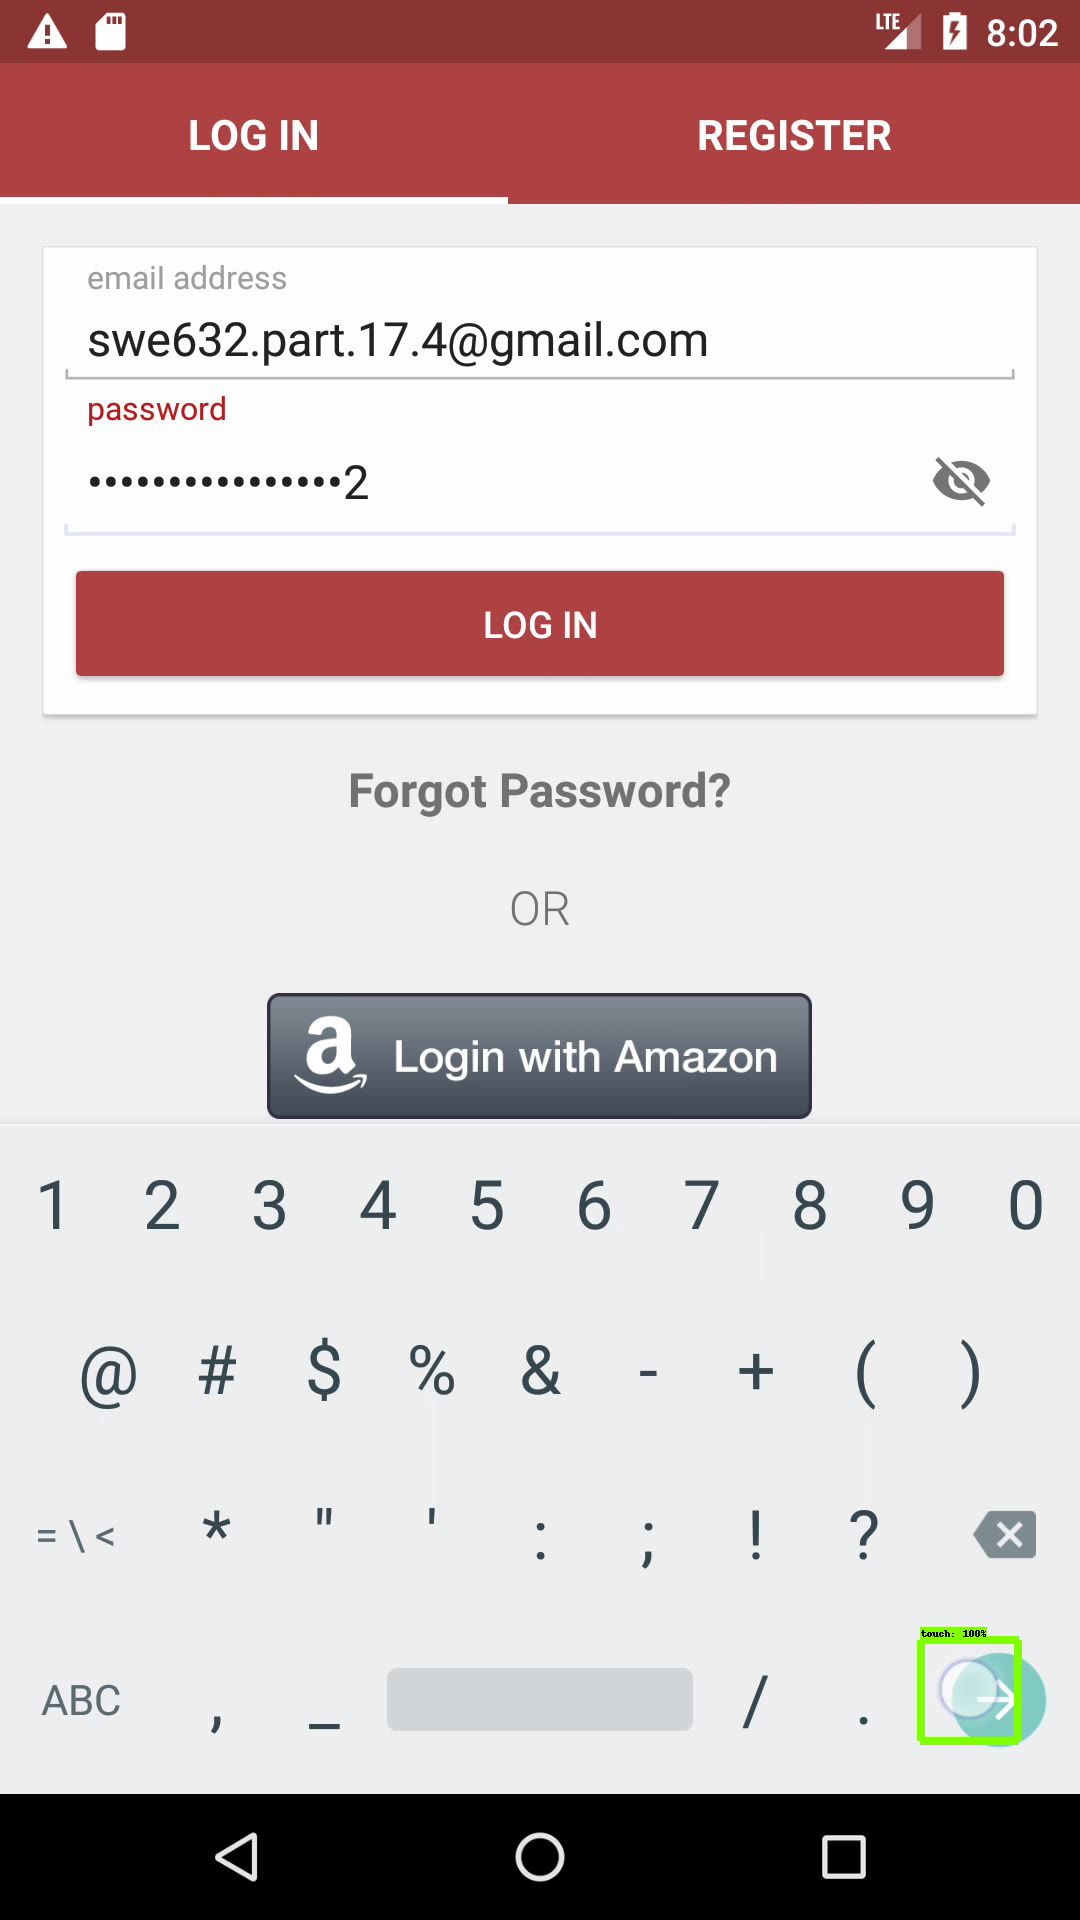 LTE 8:02
LOG IN REGISTER
email address
swe632.part.17.4@gmail.com
password
••••••••••••••••2
LOG IN
Forgot Password?
OR
a Login with Amazon
1 2 3 4 5 6 7 8 9 0
@ # $ % & - + ( )
= \ < * " ' : ; ! ?
touch: 100%
ABC , _ / .